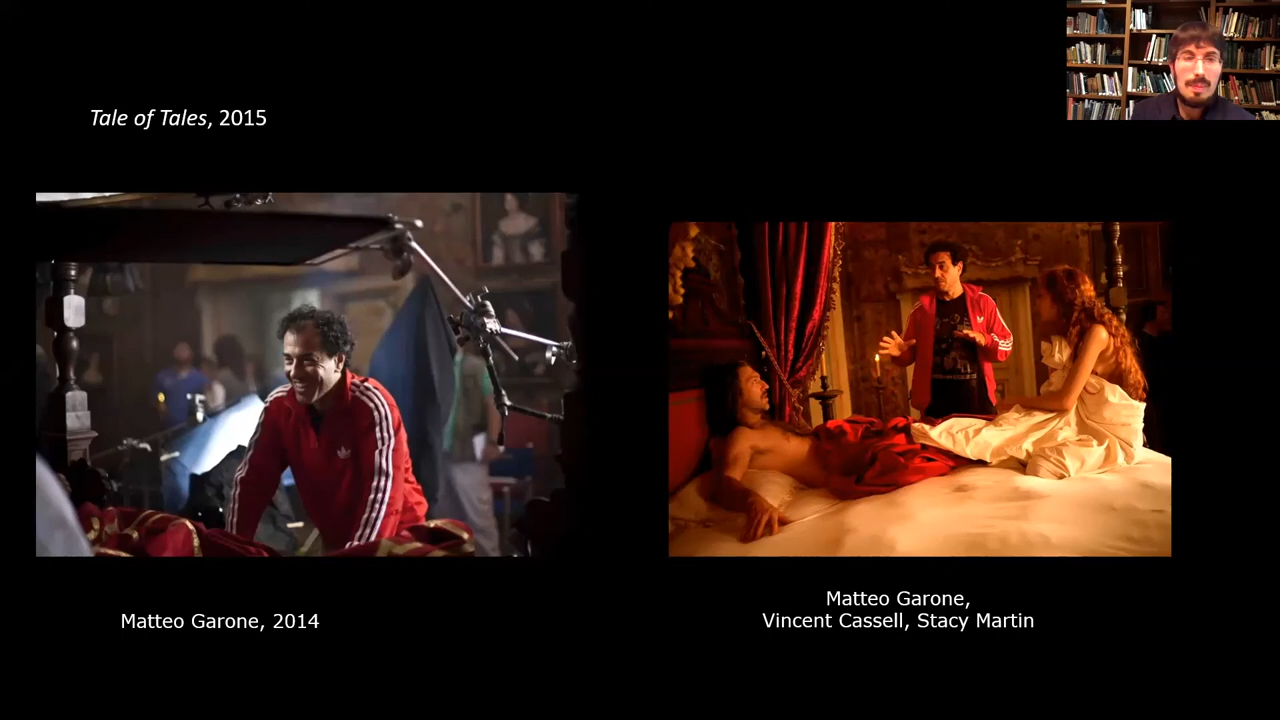 Tale of Tales, 2015
Matteo Garone, 2014
Matteo Garone,
Vincent Cassell, Stacy Martin